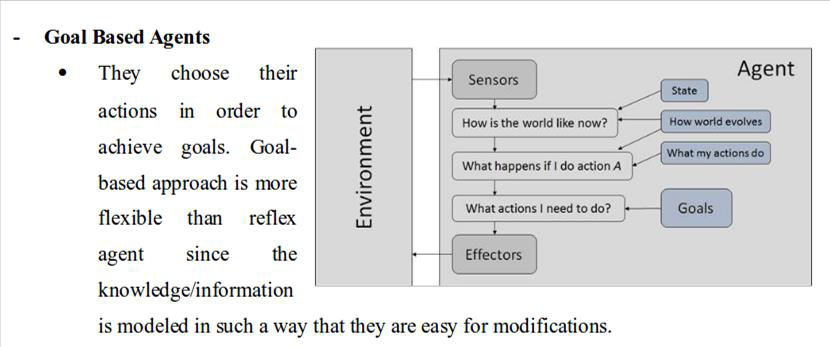 - Goal Based Agents
• They choose their
actions in order to
achieve goals. Goal-
based approach is more
flexible than reflex
agent since the
knowledge/information
is modeled in such a way that they are easy for modifications.
Environment
Agent
Sensors
State
How is the world like now?
How world evolves
What happens if I do action A
What my actions do
What actions I need to do?
Goals
Effectors